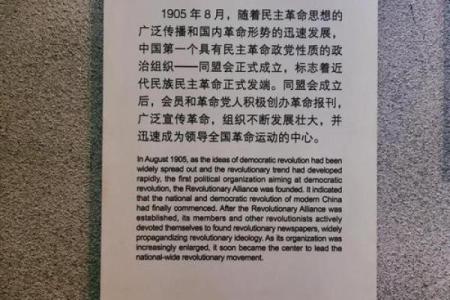 1905年8月，随着民主革命思想的
广泛传播和国内革命形势的迅速发展，
中国第一个具有民主革命政党性质的政
治组织——同盟会正式成立，标志着近
代民族民主革命正式发端。同盟会成立
后，会员和革命党人积极创办革命报刊，
广泛宣传革命，组织不断发展壮大，并
迅速成为领导全国革命运动的中心。
In August 1905, as the ideas of democratic revolution had been
widely spread out and the revolutionary trend had developed
rapidly, the first political organization aiming at democratic
revolution, the Revolutionary Alliance was founded. It indicated
that the national and democratic revolution of modern China
had finally commenced. After the Revolutionary Alliance was
established, its members and other revolutionists actively
devoted themselves to found revolutionary newspapers, widely
propagandizing revolutionary ideology. As its organization was
increasingly enlarged, it soon became the center to lead the
national-wide revolutionary movement.